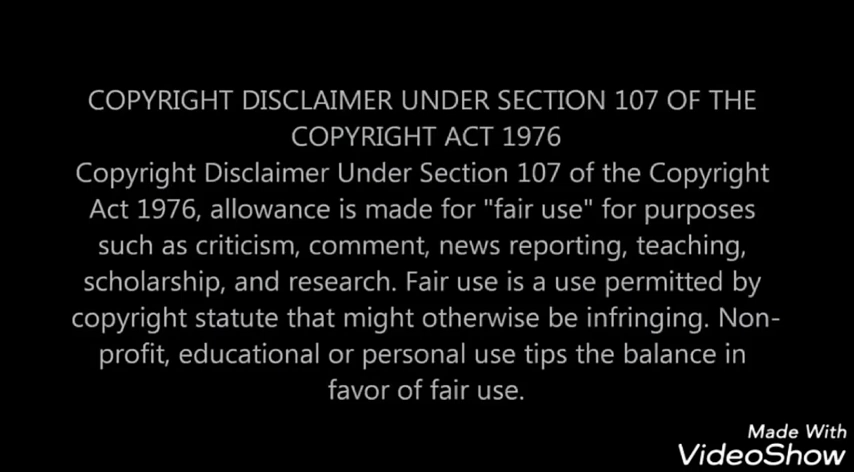 COPYRIGHT DISCLAIMER UNDER SECTION 107 OF THE
COPYRIGHT ACT 1976
Copyright Disclaimer Under Section 107 of the Copyright
Act 1976, allowance is made for "fair use" for purposes
such as criticism, comment, news reporting, teaching,
scholarship, and research. Fair use is a use permitted by
copyright statute that might otherwise be infringing. Non-
profit, educational or personal use tips the balance in
favor of fair use.
Made With
VideoShow